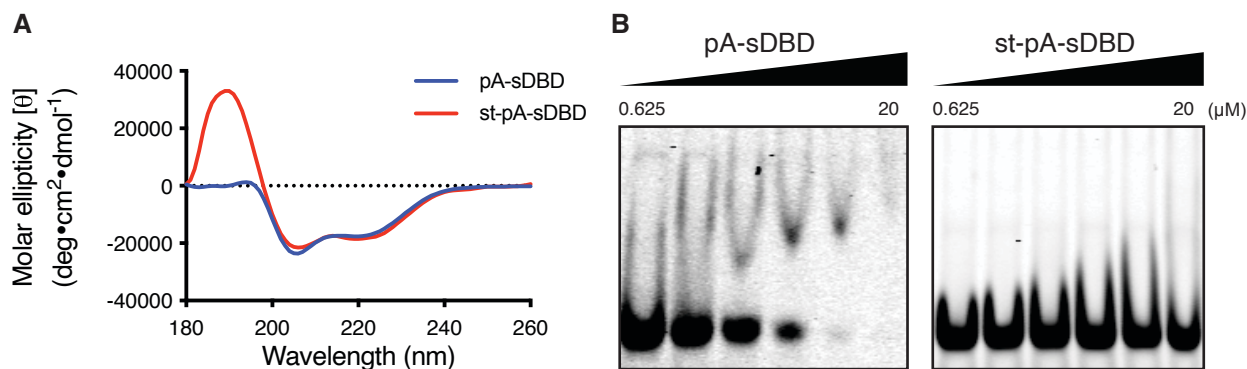 A
Molar ellipticity [θ]
(deg•cm²•dmol⁻¹)
40000
20000
0
-20000
-40000
180
200
220
240
260
Wavelength (nm)
pA-sDBD
st-pA-sDBD
B
pA-sDBD
0.625
20
st-pA-sDBD
0.625
20
(μM)